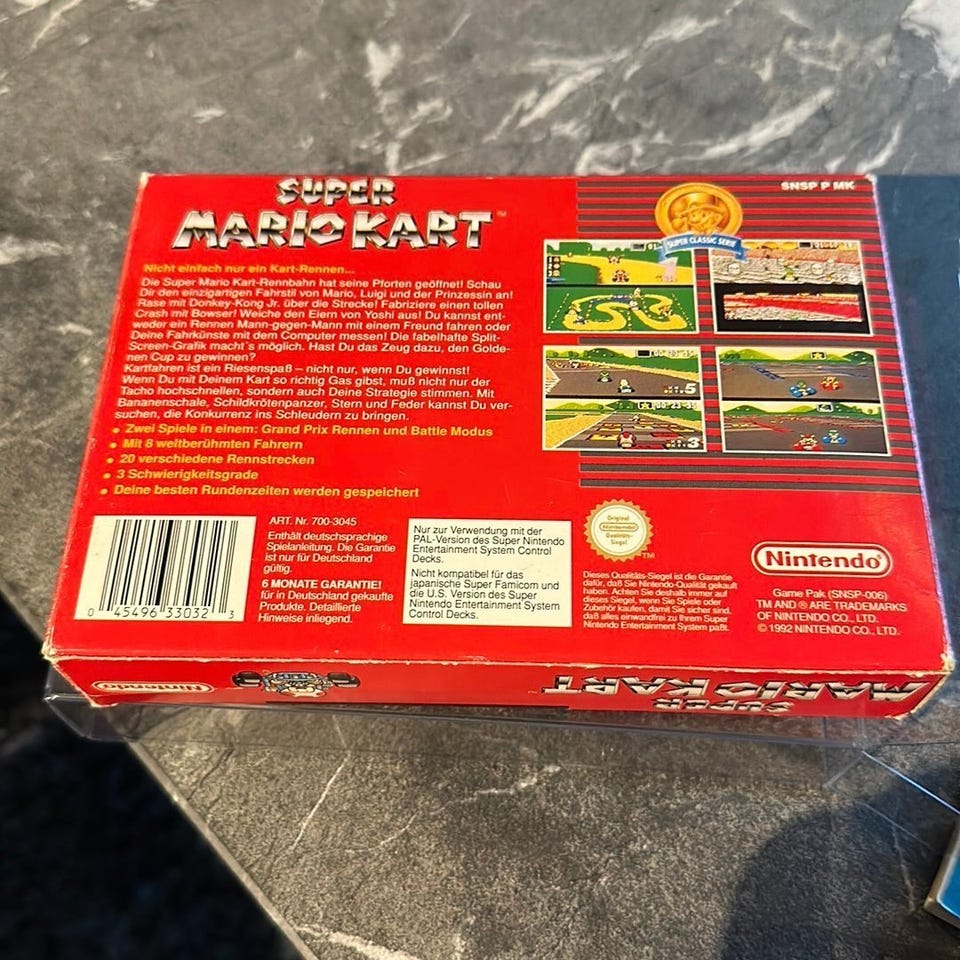 SUPER
MARIO KART™
SNSP P MK
SUPER CLASSIC SERIE
Nicht einfach nur ein Kart-Rennen...
Die Super Mario Kart-Rennbahn hat seine Pforten geöffnet! Schau
Dir den einzigartigen Fahrstil von Mario, Luigi und der Prinzessin an!
Rase mit Donkey-Kong Jr. über die Strecke! Fabriziere einen tollen
Crash mit Bowser! Weiche den Eiern von Yoshi aus! Du kannst ent-
weder ein Rennen Mann-gegen-Mann mit einem Freund fahren oder
Deine Fahrkünste mit dem Computer messen! Die fabelhafte Split-
Screen-Grafik macht's möglich. Hast Du das Zeug dazu, den Golde-
nen Cup zu gewinnen?
Kartfahren ist ein Riesenspaß – nicht nur, wenn Du gewinnst!
Wenn Du mit Deinem Kart so richtig Gas gibst, muß nicht nur der
Tacho hochschnellen, sondern auch Deine Strategie stimmen. Mit
Bananenschale, Schildkrötenpanzer, Stern und Feder kannst Du ver-
suchen, die Konkurrenz ins Schleudern zu bringen.
• Zwei Spiele in einem: Grand Prix Rennen und Battle Modus
• Mit 8 weltberühmten Fahrern
• 20 verschiedene Rennstrecken
• 3 Schwierigkeitsgrade
• Deine besten Rundenzeiten werden gespeichert
5
3
0 45496 33032 3
ART. Nr. 700-3045
Enthält deutschsprachige
Spielanleitung. Die Garantie
ist nur für Deutschland
gültig.
6 MONATE GARANTIE!
für in Deutschland gekaufte
Produkte. Detaillierte
Hinweise inliegend.
Nur zur Verwendung mit der
PAL-Version des Super Nintendo
Entertainment System Control
Decks.
Nicht kompatibel für das
japanische Super Famicom und
die U.S. Version des Super
Nintendo Entertainment System
Control Decks.
Original
Nintendo
Qualitäts-
Siegel
TM
Dieses Qualitäts-Siegel ist die Garantie
dafür, daß Sie Nintendo-Qualität gekauft
haben. Achten Sie deshalb immer auf
dieses Siegel, wenn Sie Spiele oder
Zubehör kaufen, damit Sie sicher sind,
daß alles einwandfrei zu Ihrem Super
Nintendo Entertainment System paßt.
Nintendo®
Game Pak (SNSP-006)
TM AND ® ARE TRADEMARKS
OF NINTENDO CO., LTD.
© 1992 NINTENDO CO., LTD.
Nintendo
SUPER
MARIO KART™